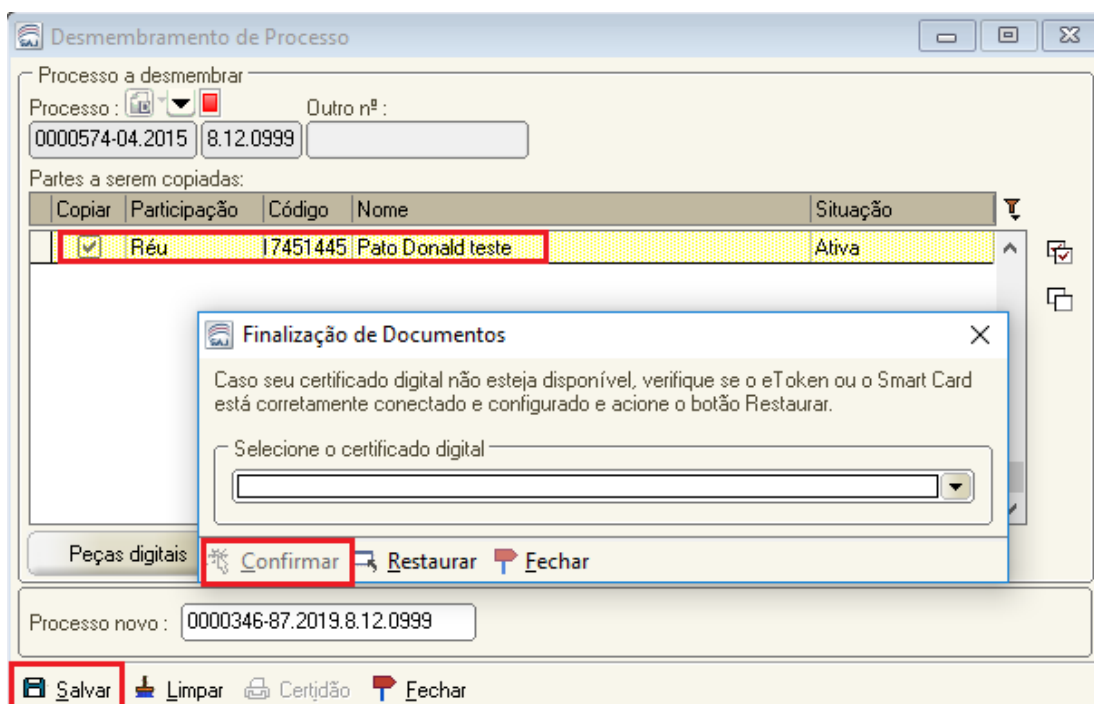 Desmembramento de Processo
Processo a desmembrar
Processo : Outro nº :
0000574-04.2015 8.12.0999
Partes a serem copiadas:
Copiar Participação Código Nome Situação
Réu 17451445 Pato Donald teste Ativa
SAJ Finalização de Documentos
Caso seu certificado digital não esteja disponível, verifique se o eToken ou o Smart Card
está corretamente conectado e configurado e acione o botão Restaurar.
Selecione o certificado digital
Peças digitais Confirmar Restaurar Fechar
Processo novo : 0000346-87.2019.8.12.0999
Salvar Limpar Certidão Fechar